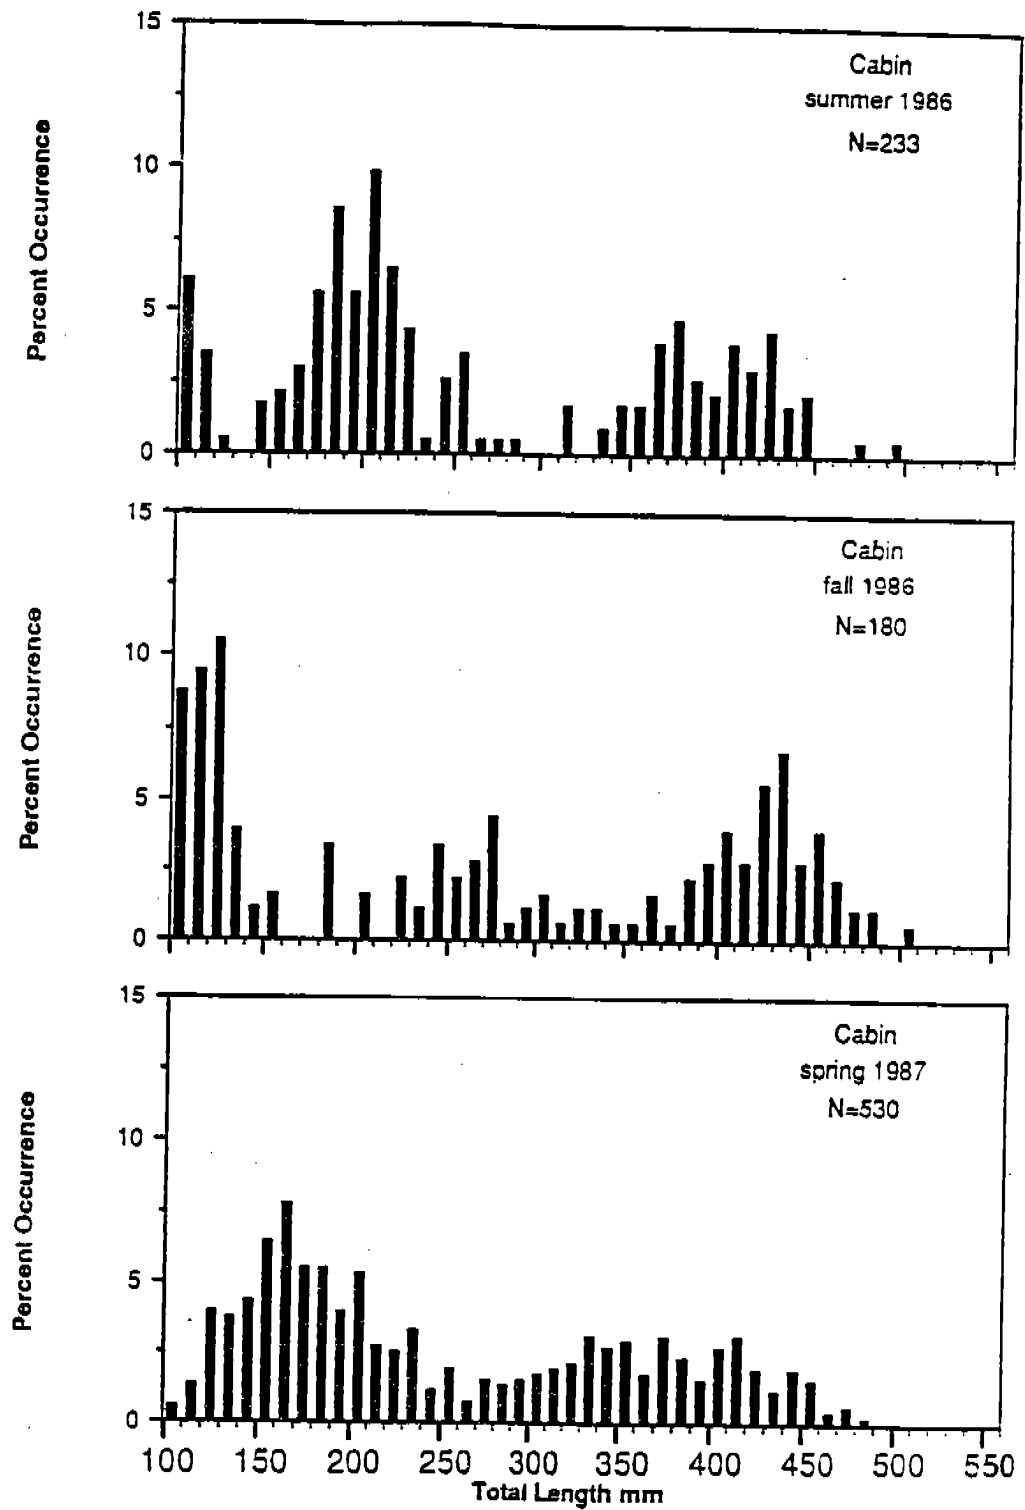 15
Cabin
summer 1986
N=233
10
5
0
Percent Occurrence
15
Cabin
fall 1986
N=180
10
5
0
Percent Occurrence
15
Cabin
spring 1987
N=530
10
5
0
Percent Occurrence
100 150 200 250 300 350 400 450 500 550
Total Length mm